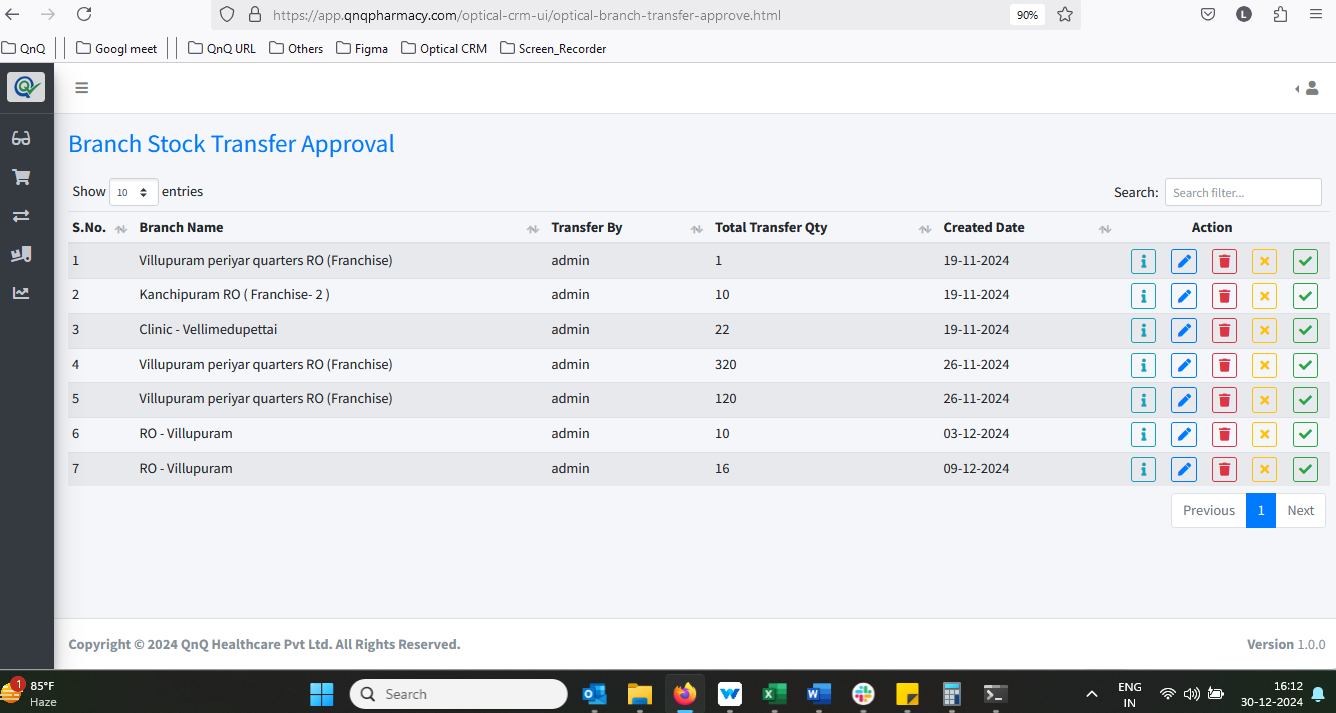 https://app.qnqpharmacy.com/optical-crm-ui/optical-branch-transfer-approve.html 90% L
QnQ Googl meet QnQ URL Others Figma Optical CRM Screen_Recorder
Branch Stock Transfer Approval
Show 10 entries Search: Search filter...
S.No. Branch Name Transfer By Total Transfer Qty Created Date Action
1 Villupuram periyar quarters RO (Franchise) admin 1 19-11-2024
2 Kanchipuram RO ( Franchise- 2 ) admin 10 19-11-2024
3 Clinic - Vellimedupettai admin 22 19-11-2024
4 Villupuram periyar quarters RO (Franchise) admin 320 26-11-2024
5 Villupuram periyar quarters RO (Franchise) admin 120 26-11-2024
6 RO - Villupuram admin 10 03-12-2024
7 RO - Villupuram admin 16 09-12-2024
Previous 1 Next
Copyright © 2024 QnQ Healthcare Pvt Ltd. All Rights Reserved. Version 1.0.0
1 85°F Search ENG 16:12
Haze IN 30-12-2024